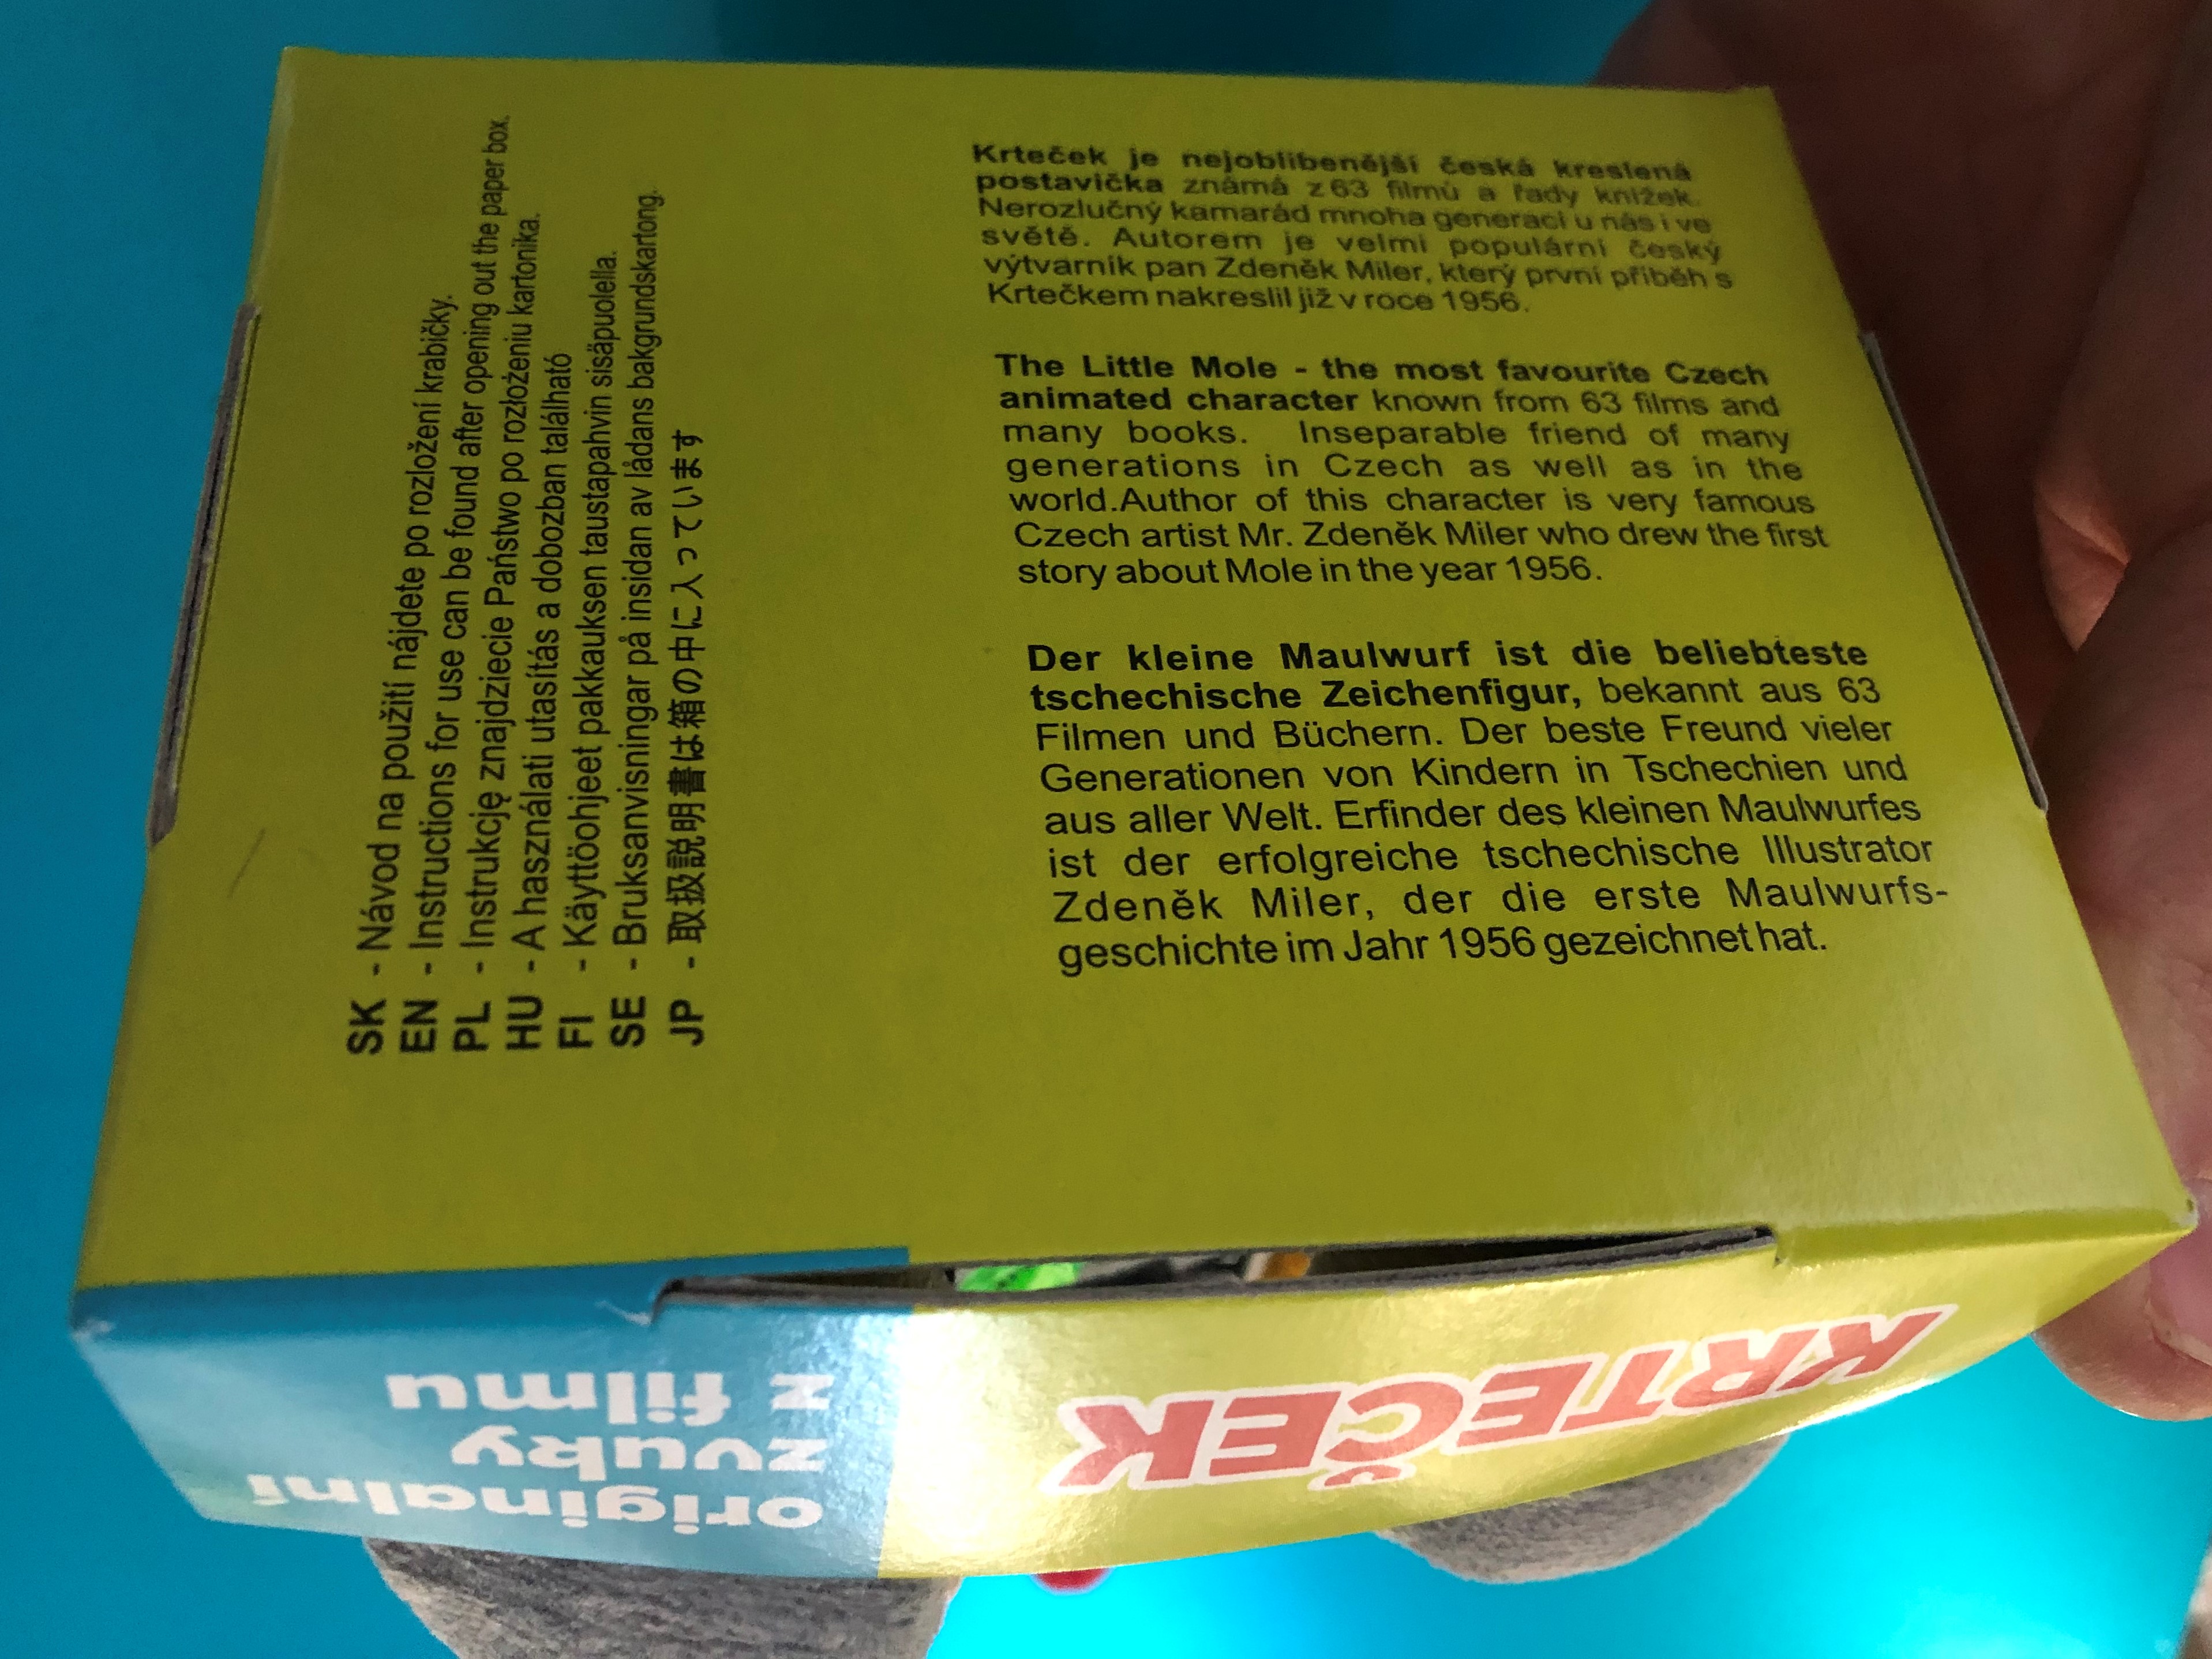 Krteček je nejoblíbenější česká kreslená
postavička známá z 63 filmů a řady knížek.
Nerozlučný kamarád mnoha generací u nás i ve
světě. Autorem je velmi populární český
výtvarník pan Zdeněk Miler, který první příběh s
Krtečkem nakreslil již v roce 1956.
The Little Mole - the most favourite Czech
animated character known from 63 films and
many books. Inseparable friend of many
generations in Czech as well as in the
world.Author of this character is very famous
Czech artist Mr. Zdeněk Miler who drew the first
story about Mole in the year 1956.
Der kleine Maulwurf ist die beliebteste
tschechische Zeichenfigur, bekannt aus 63
Filmen und Büchern. Der beste Freund vieler
Generationen von Kindern in Tschechien und
aus aller Welt. Erfinder des kleinen Maulwurfes
ist der erfolgreiche tschechische Illustrator
Zdeněk Miler, der die erste Maulwurfs-
geschichte im Jahr 1956 gezeichnet hat.
SK - Návod na použití nájdete po rozložení krabičky.
EN - Instructions for use can be found after opening out the paper box.
PL - Instrukcję znajdziecie Państwo po rozłożeniu kartonika.
HU - A használati utasítás a dobozban található
FI - Käyttöohjeet pakkauksen taustapahvin sisäpuolella.
SE - Bruksanvisningar på insidan av lådans bakgrundskartong.
JP - 取扱説明書は箱の中に入っています
KRTEČEK
originalní
zvuky
z filmu